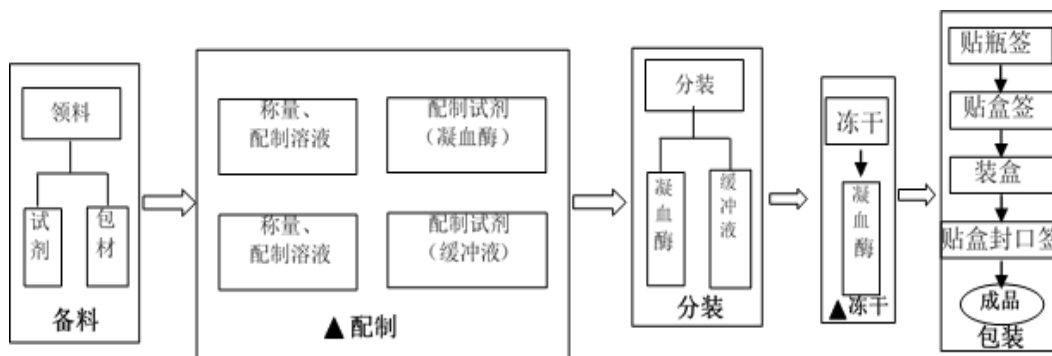 领料
试剂
包材
备料
称量、
配制溶液
配制试剂
（凝血酶）
称量、
配制溶液
配制试剂
（缓冲液）
▲配制
分装
凝血酶
缓冲液
分装
冻干
凝血酶
▲冻干
贴瓶签
贴盒签
装盒
贴盒封口签
成品
包装